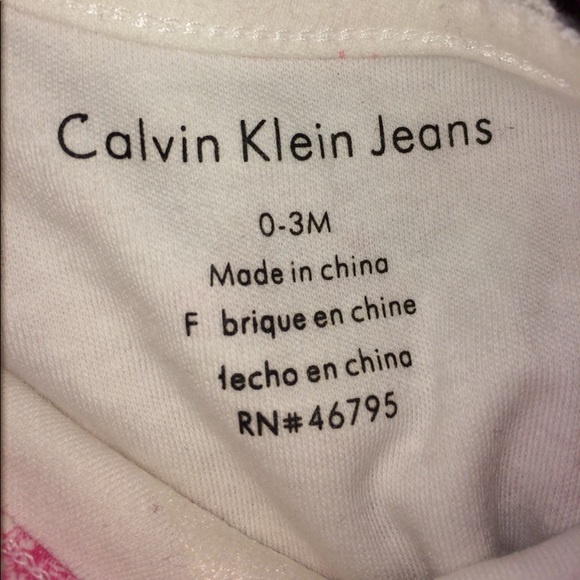 Calvin Klein Jeans
0-3M
Made in china
F brique en chine
Hecho en china
RN#46795